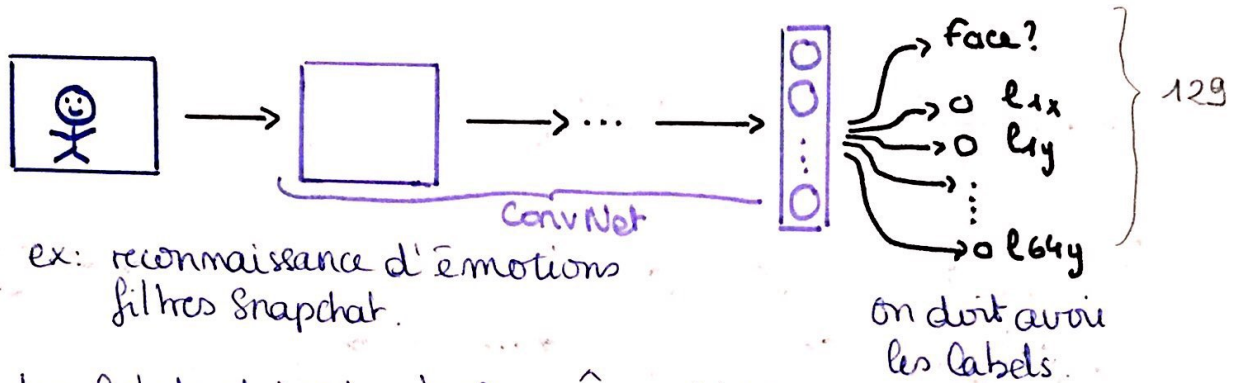 Face?
l1x
l1y
129
ConvNet
l64y
ex: reconnaissance d'émotions
filtres Snapchat.
on doit avoir
les labels.